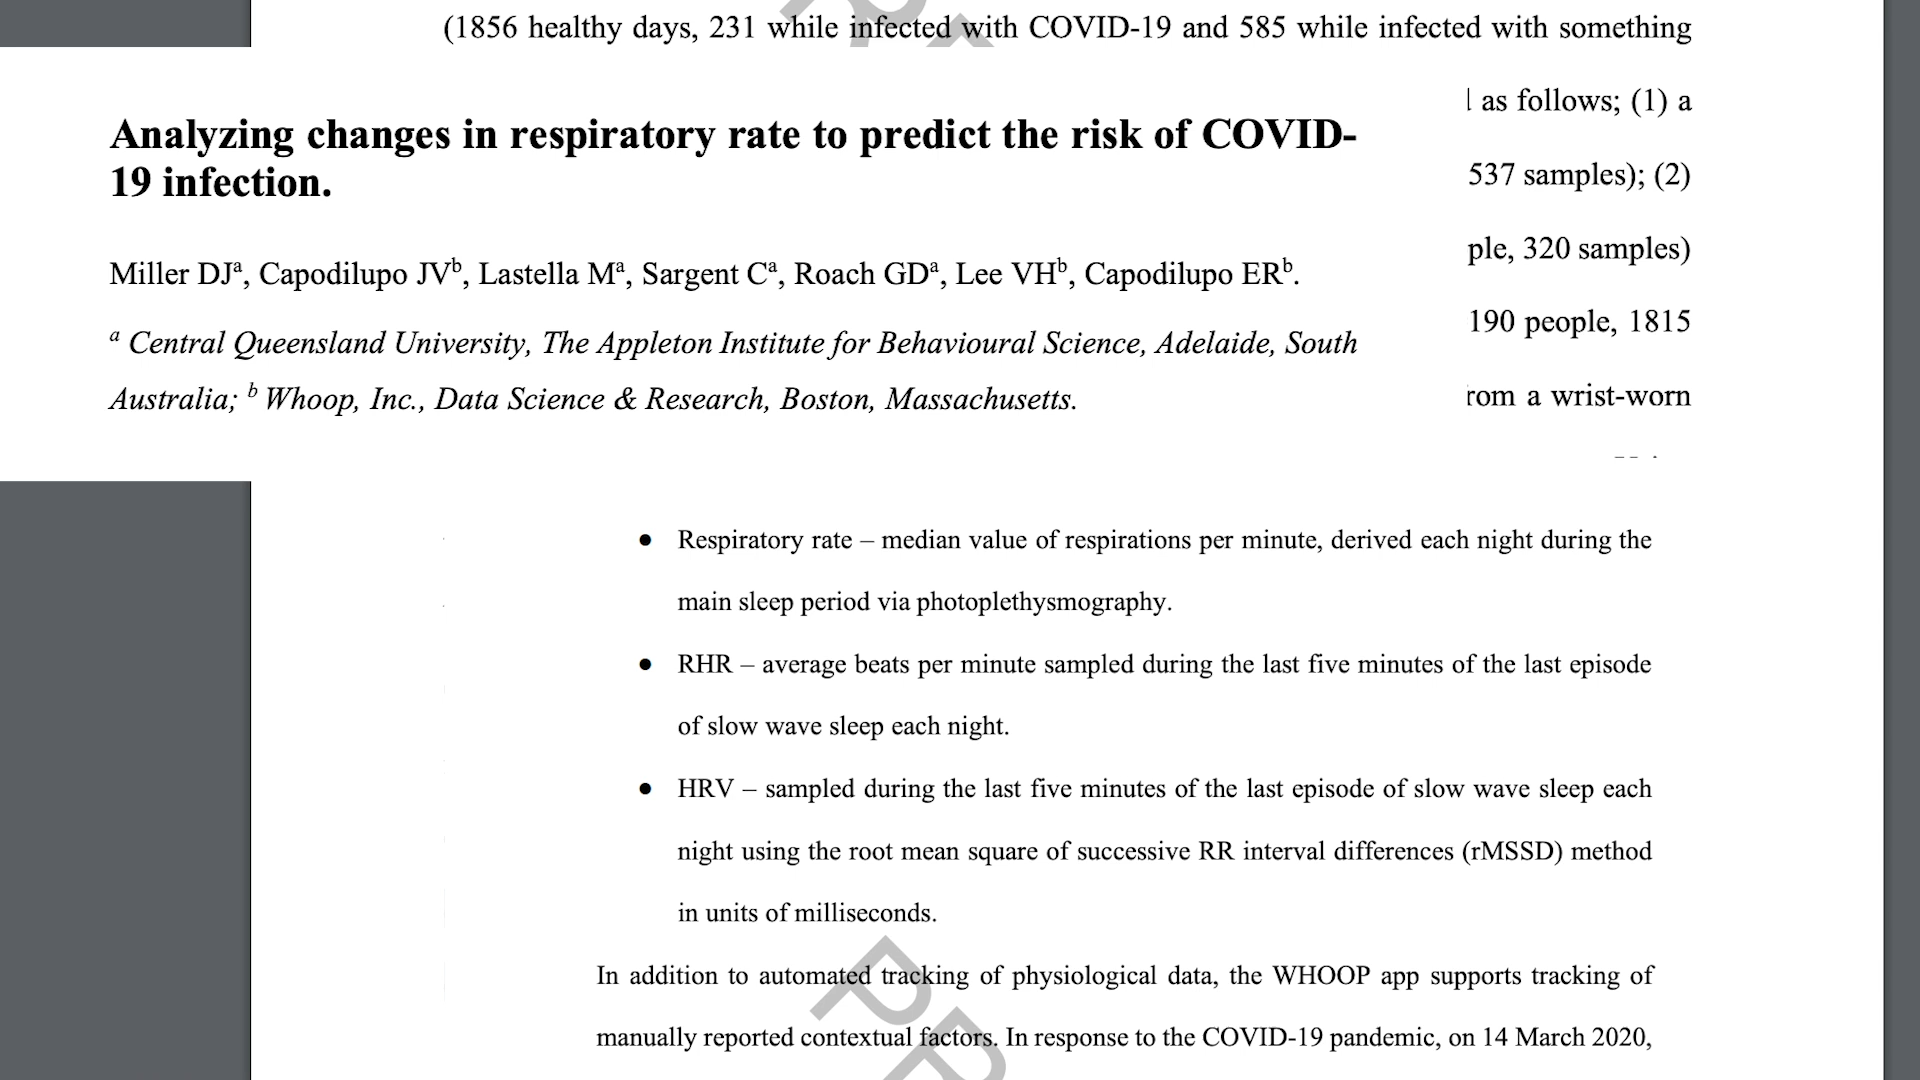 (1856 healthy days, 231 while infected with COVID-19 and 585 while infected with something
as follows; (1) a
537 samples); (2)
ple, 320 samples)
190 people, 1815
rom a wrist-worn
Analyzing changes in respiratory rate to predict the risk of COVID-
19 infection.
Miller DJᵃ, Capodilupo JVᵇ, Lastella Mᵃ, Sargent Cᵃ, Roach GDᵃ, Lee VHᵇ, Capodilupo ERᵇ.
ᵃ Central Queensland University, The Appleton Institute for Behavioural Science, Adelaide, South
Australia; ᵇ Whoop, Inc., Data Science & Research, Boston, Massachusetts.
● Respiratory rate – median value of respirations per minute, derived each night during the
main sleep period via photoplethysmography.
● RHR – average beats per minute sampled during the last five minutes of the last episode
of slow wave sleep each night.
● HRV – sampled during the last five minutes of the last episode of slow wave sleep each
night using the root mean square of successive RR interval differences (rMSSD) method
in units of milliseconds.
In addition to automated tracking of physiological data, the WHOOP app supports tracking of
manually reported contextual factors. In response to the COVID-19 pandemic, on 14 March 2020,